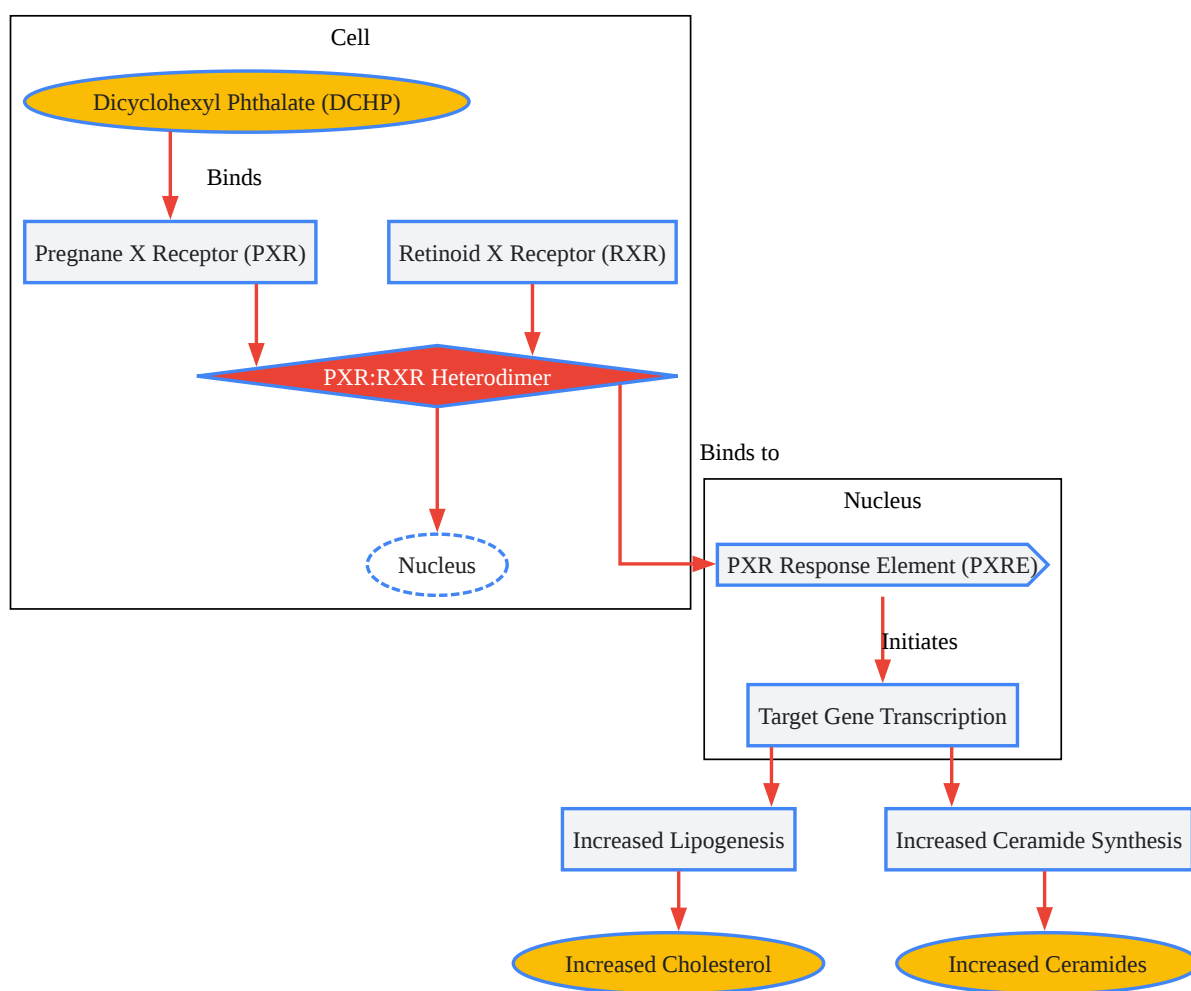 Cell
Dicyclohexyl Phthalate (DCHP)
Binds
Pregnane X Receptor (PXR)
Retinoid X Receptor (RXR)
PXR:RXR Heterodimer
Binds to
Nucleus
Nucleus
PXR Response Element (PXRE)
Initiates
Target Gene Transcription
Increased Lipogenesis
Increased Ceramide Synthesis
Increased Cholesterol
Increased Ceramides